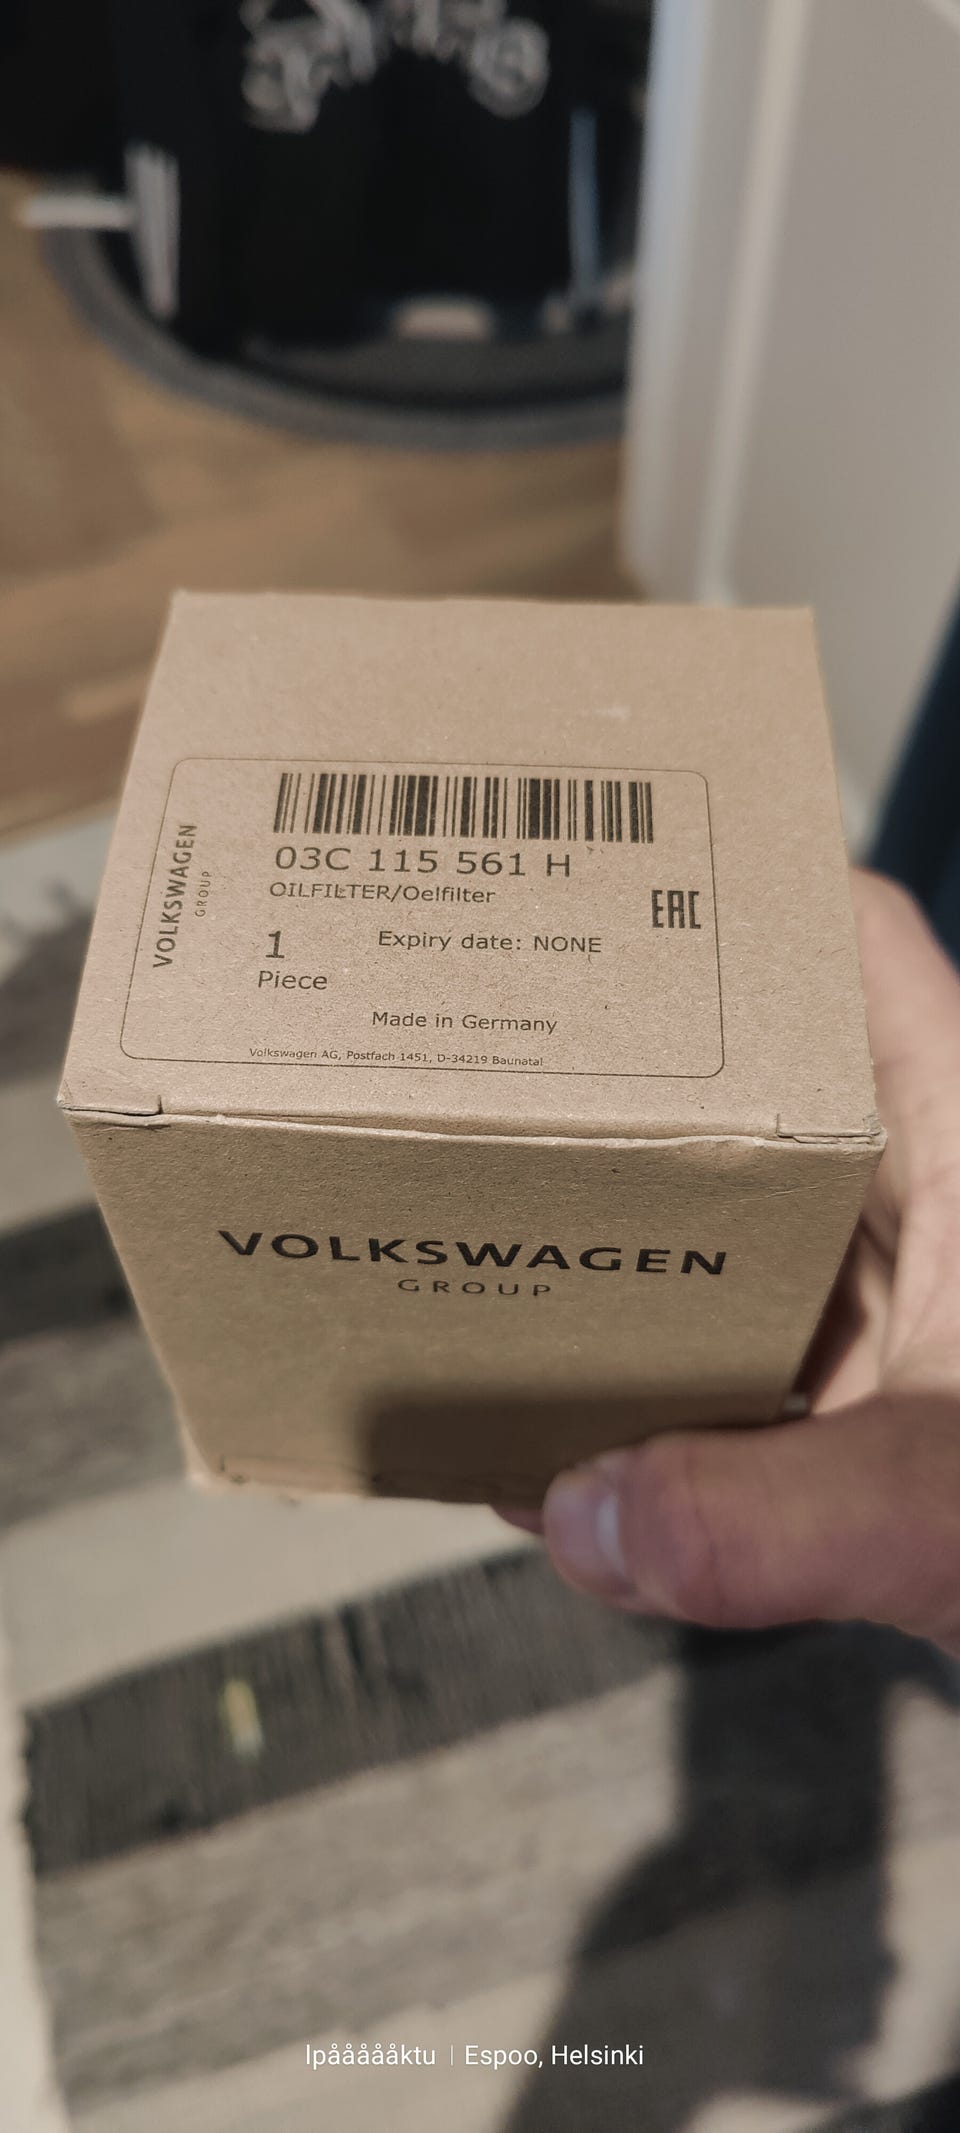 VOLKSWAGEN
GROUP
03C 115 561 H
OILFILTER/Oelfilter
EAC
1
Piece
Expiry date: NONE
Made in Germany
Volkswagen AG, Postfach 1451, D-34219 Baunatal
VOLKSWAGEN
GROUP
Ipååååäktu | Espoo, Helsinki